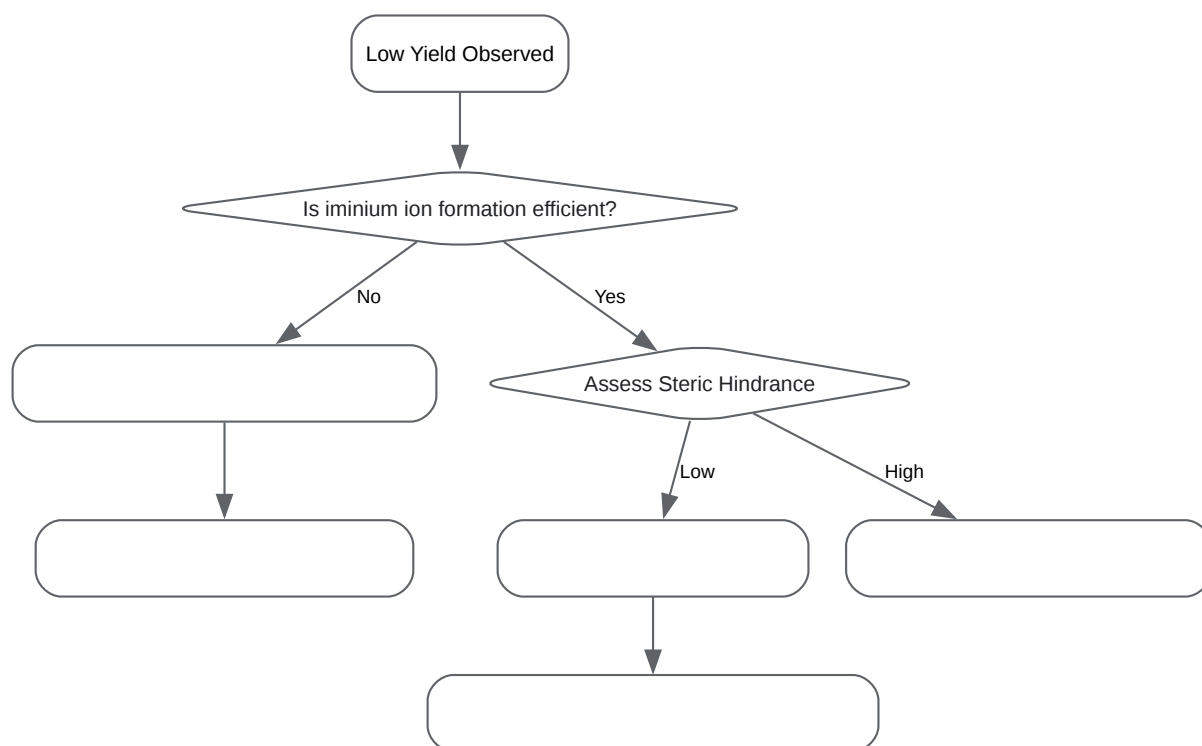 Low Yield Observed
Is iminium ion formation efficient?
No
Yes
Assess Steric Hindrance
Low
High